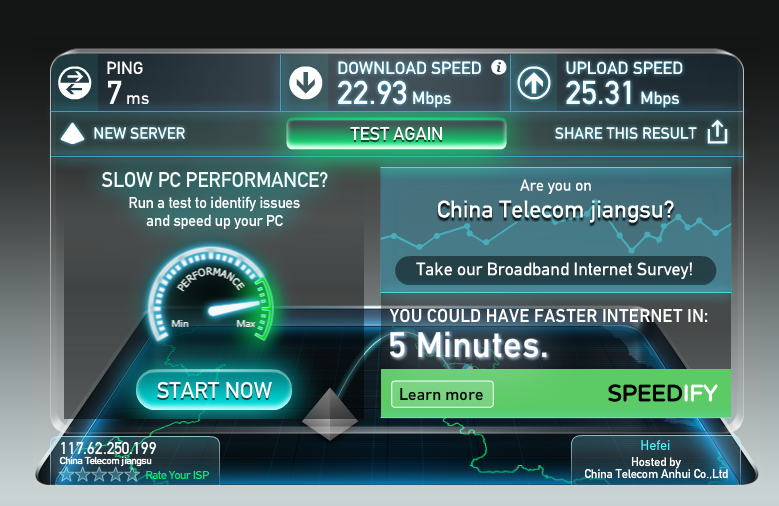 PING
7 ms
DOWNLOAD SPEED i
22.93 Mbps
UPLOAD SPEED
25.31 Mbps
NEW SERVER
TEST AGAIN
SHARE THIS RESULT
SLOW PC PERFORMANCE?
Run a test to identify issues
and speed up your PC
PERFORMANCE
Min
Max
START NOW
Are you on
China Telecom jiangsu?
Take our Broadband Internet Survey!
YOU COULD HAVE FASTER INTERNET IN:
5 Minutes.
Learn more
SPEEDIFY
117.62.250.199
China Telecom jiangsu
Rate Your ISP
Hefei
Hosted by
China Telecom Anhui Co.,Ltd